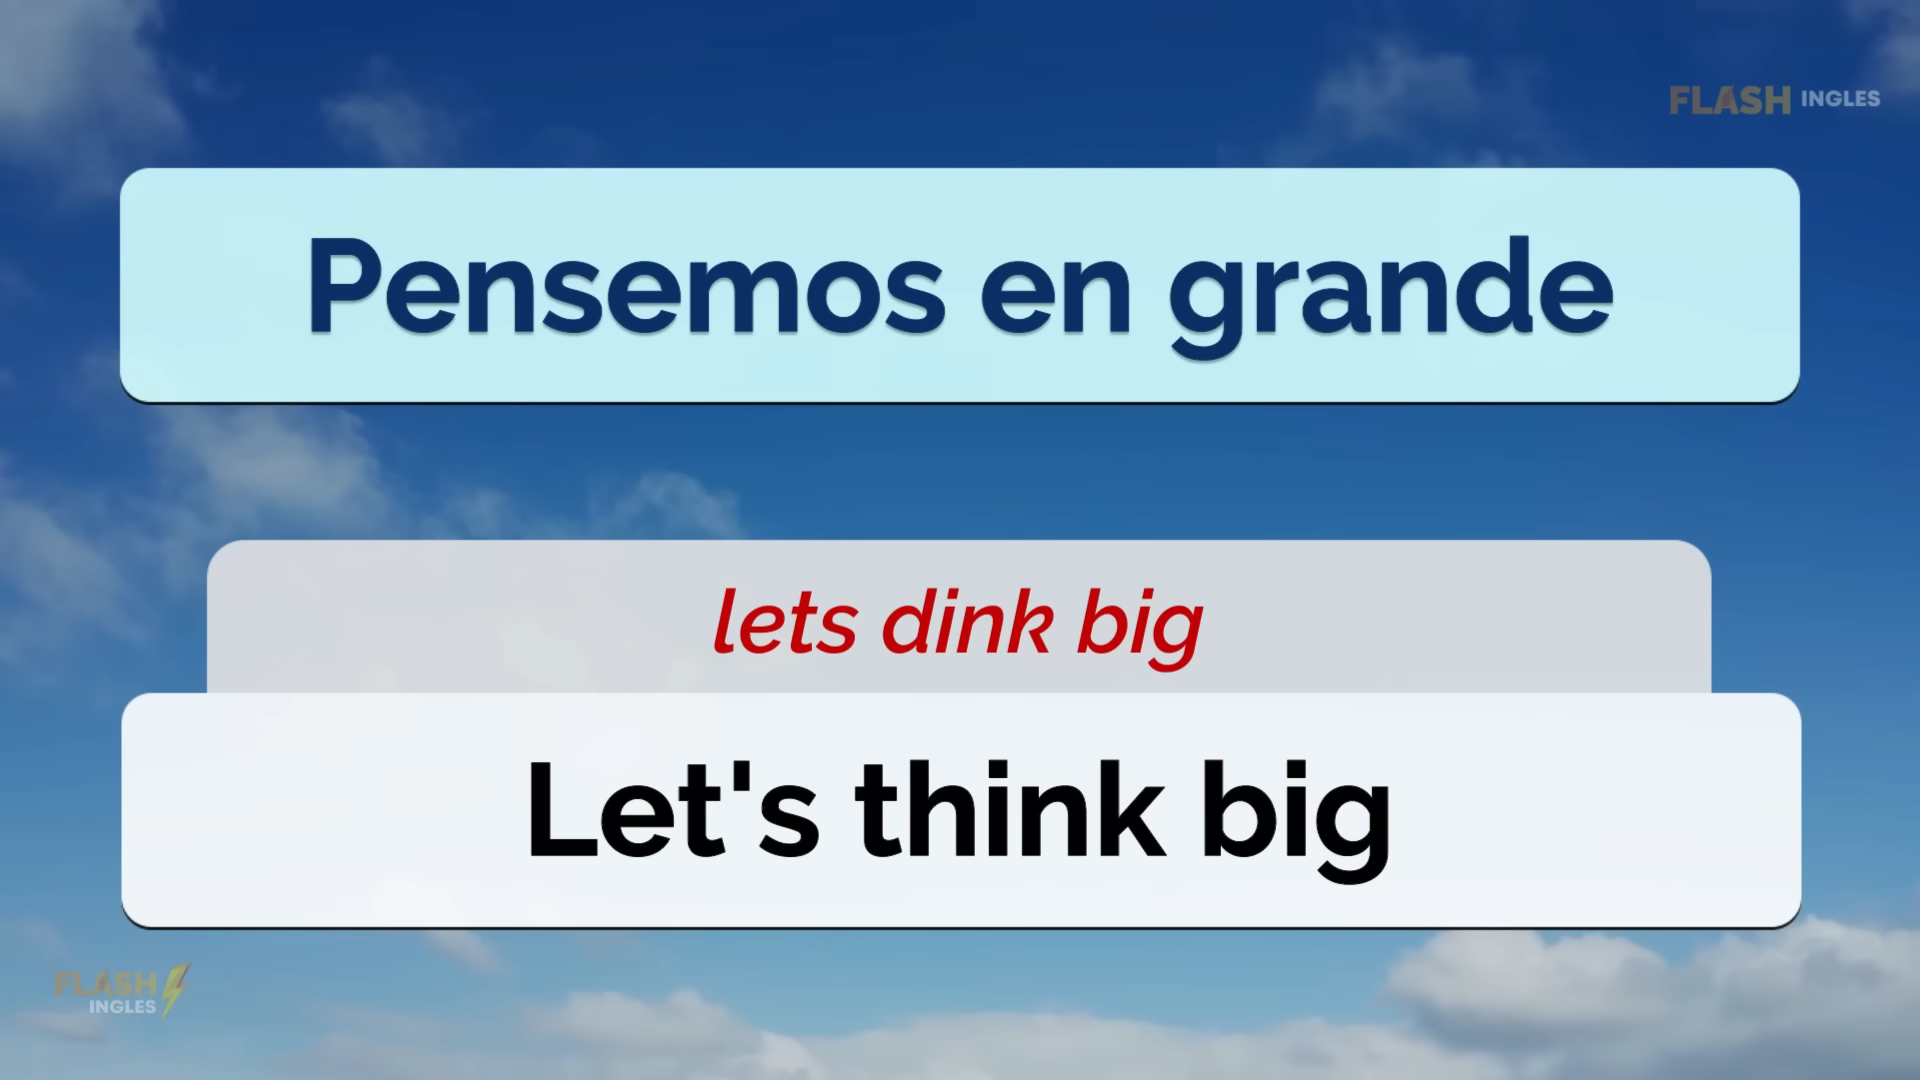 FLASH INGLES
Pensemos en grande
lets dink big
Let's think big
FLASH
INGLES